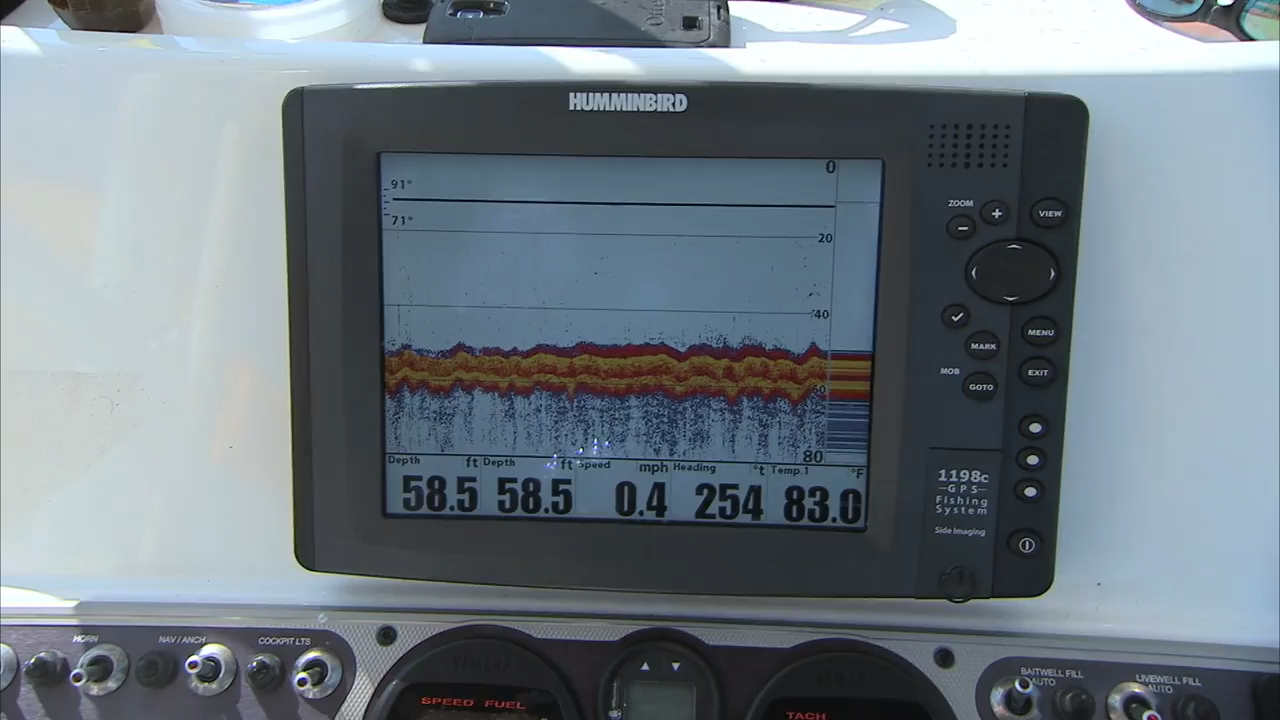 HUMMINBIRD
0
91°
71°
20
40
60
80
Depth ft Depth ft Speed mph Heading °t Temp.1 °F
58.5 58.5 0.4 254 83.0
ZOOM
+
−
VIEW
MENU
MARK
EXIT
MOB
GOTO
1198c
GPS
Fishing
System
Side Imaging
HORN
NAV / ANCH
COCKPIT LTS
SPEED FUEL
TACH
BAITWELL FILL
AUTO
LIVEWELL FILL
AUTO